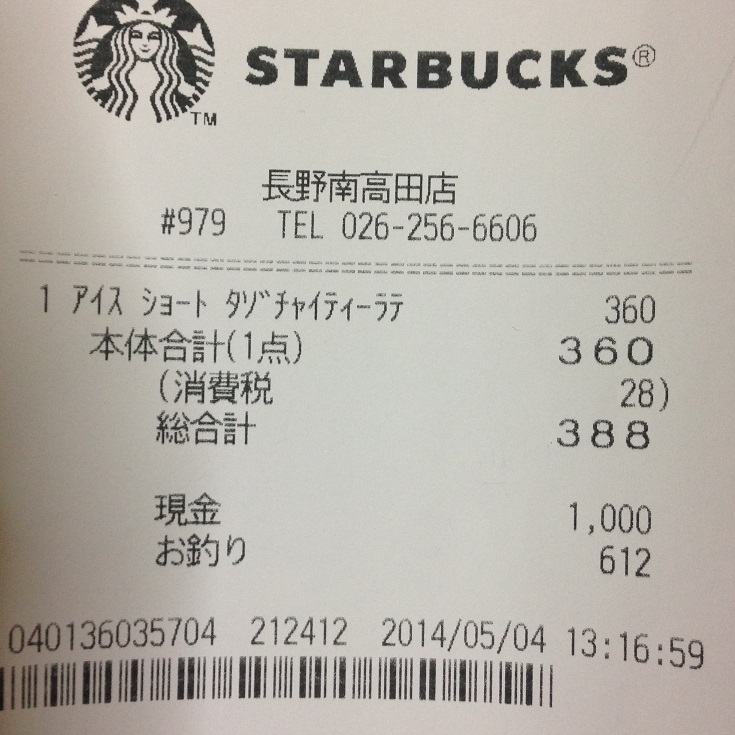 STARBUCKS®
TM
長野南高田店
#979 TEL 026-256-6606
1 アイス ショート タゾチャイティーラテ 360
本体合計(1点) 360
(消費税 28)
総合計 388
現金 1,000
お釣り 612
040136035704 212412 2014/05/04 13:16:59